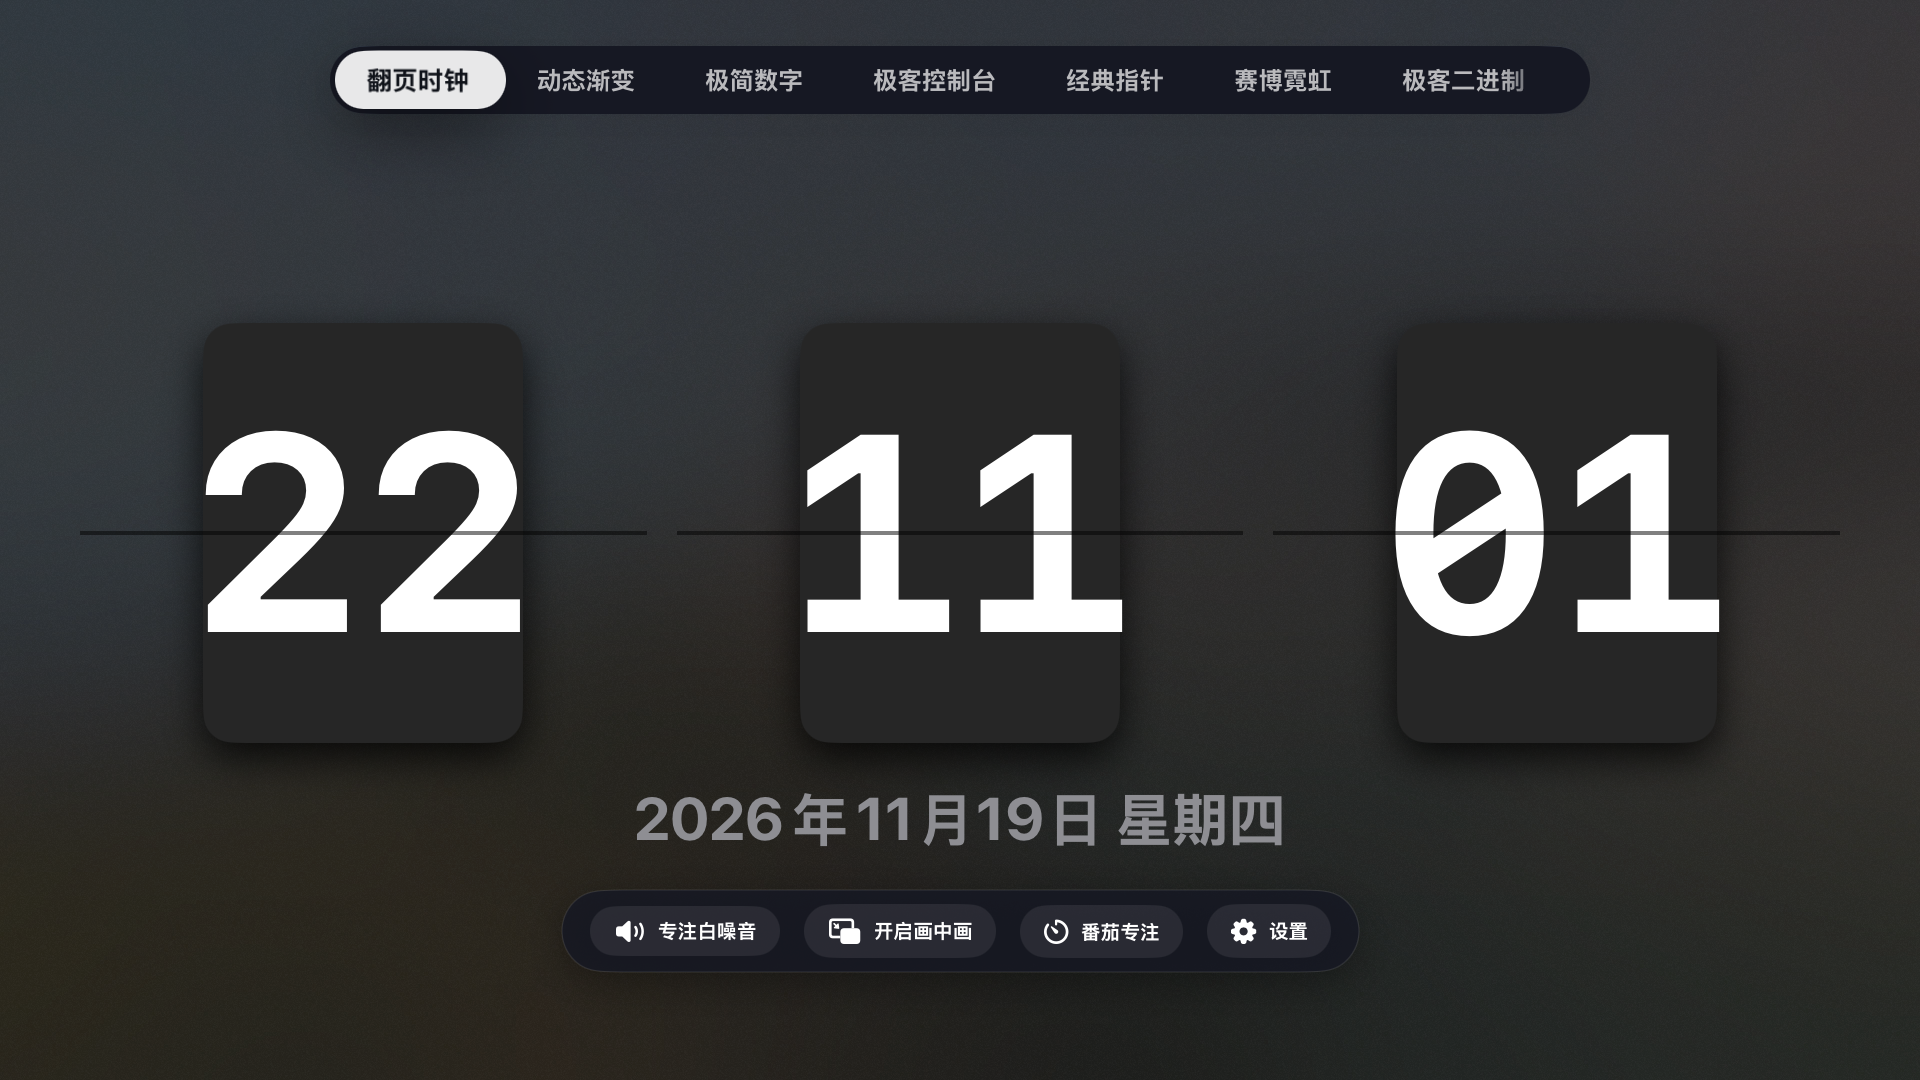 翻页时钟 动态渐变 极简数字 极客控制台 经典指针 赛博霓虹 极客二进制
22 11 01
2026年11月19日 星期四
专注白噪音 开启画中画 番茄专注 设置